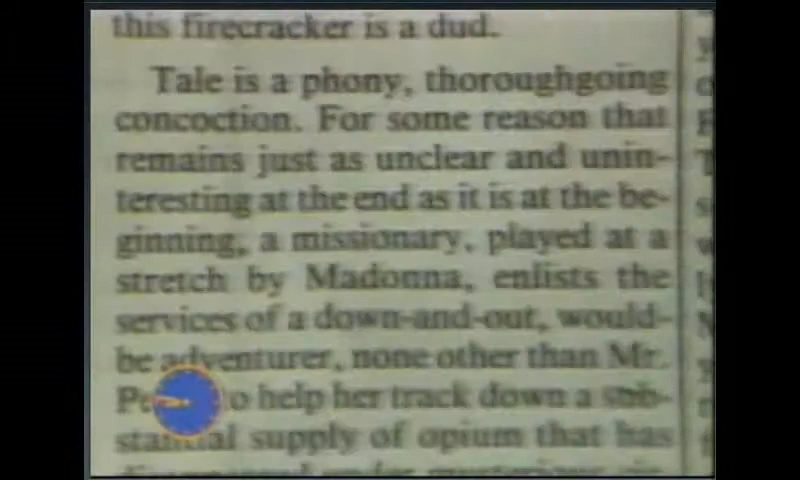 this firecracker is a dud.
Tale is a phony, thoroughgoing
concoction. For some reason that
remains just as unclear and unin-
teresting at the end as it is at the be-
ginning, a missionary, played at a
stretch by Madonna, enlists the
services of a down-and-out, would-
be adventurer, none other than Mr.
to help her track down a sub-
stantial supply of opium that has